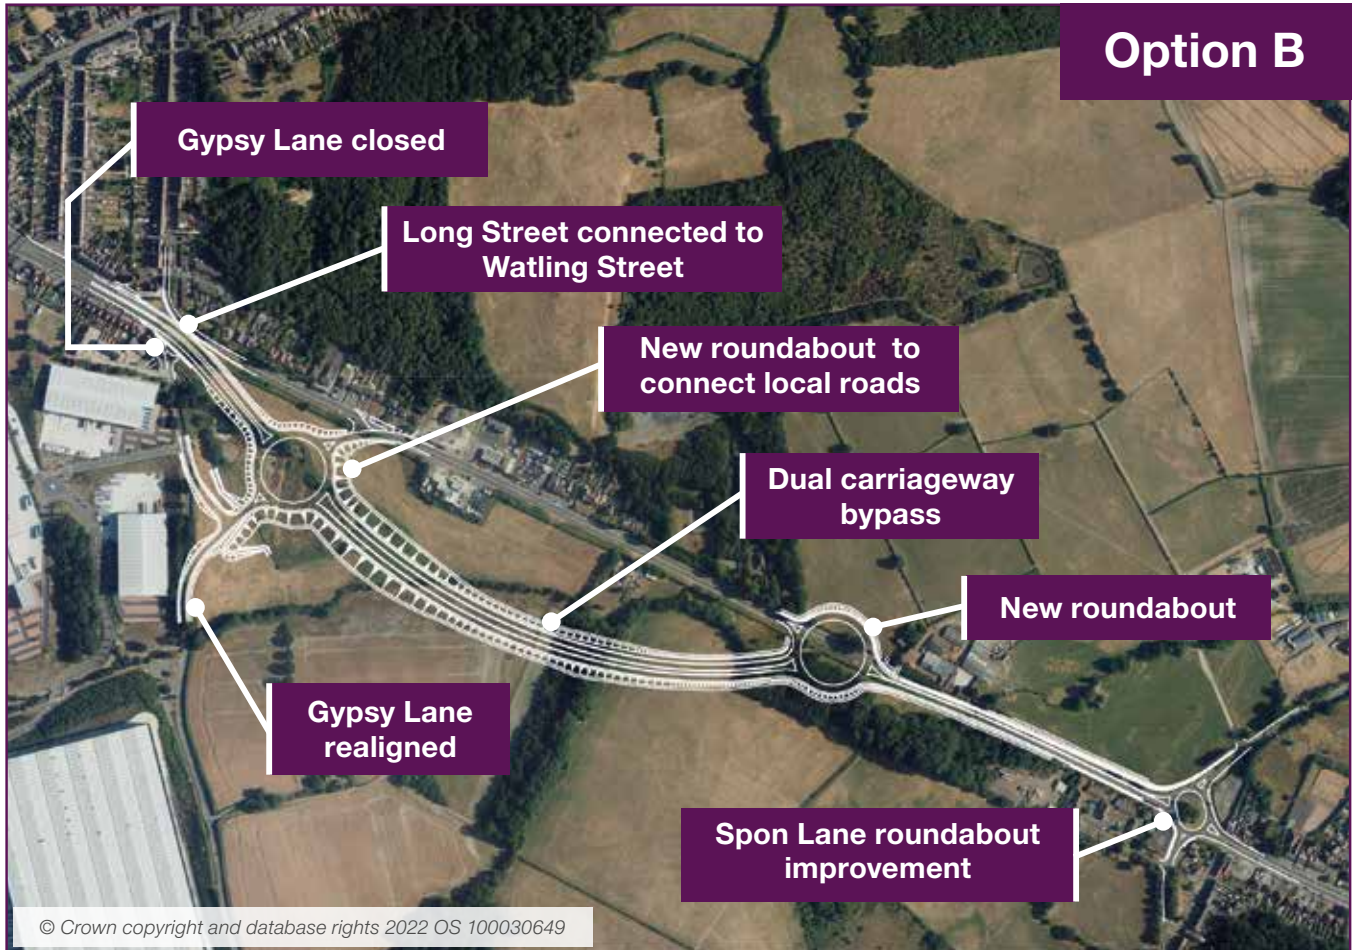 Option B
Gypsy Lane closed
Long Street connected to
Watling Street
New roundabout to
connect local roads
Dual carriageway
bypass
New roundabout
Gypsy Lane
realigned
Spon Lane roundabout
improvement
© Crown copyright and database rights 2022 OS 100030649